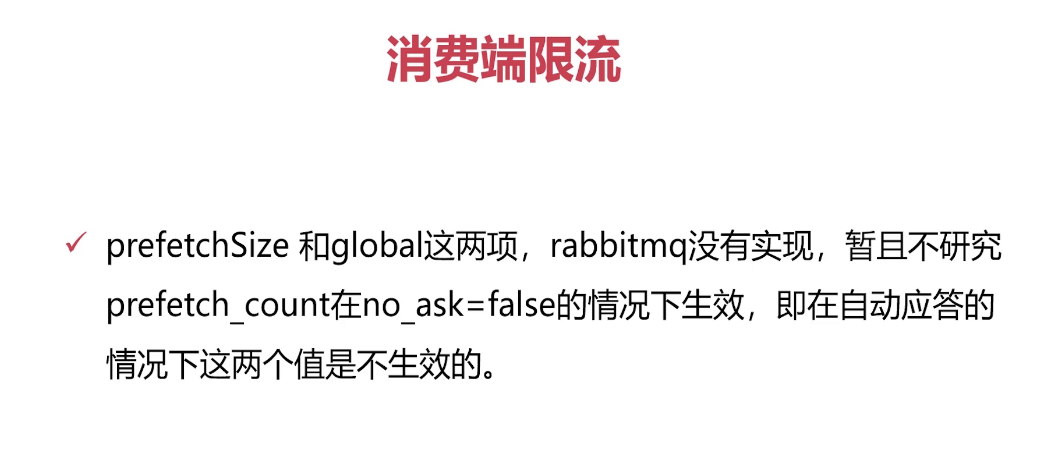 消费端限流
✓ prefetchSize 和global这两项，rabbitmq没有实现，暂且不研究
prefetch_count在no_ask=false的情况下生效，即在自动应答的
情况下这两个值是不生效的。